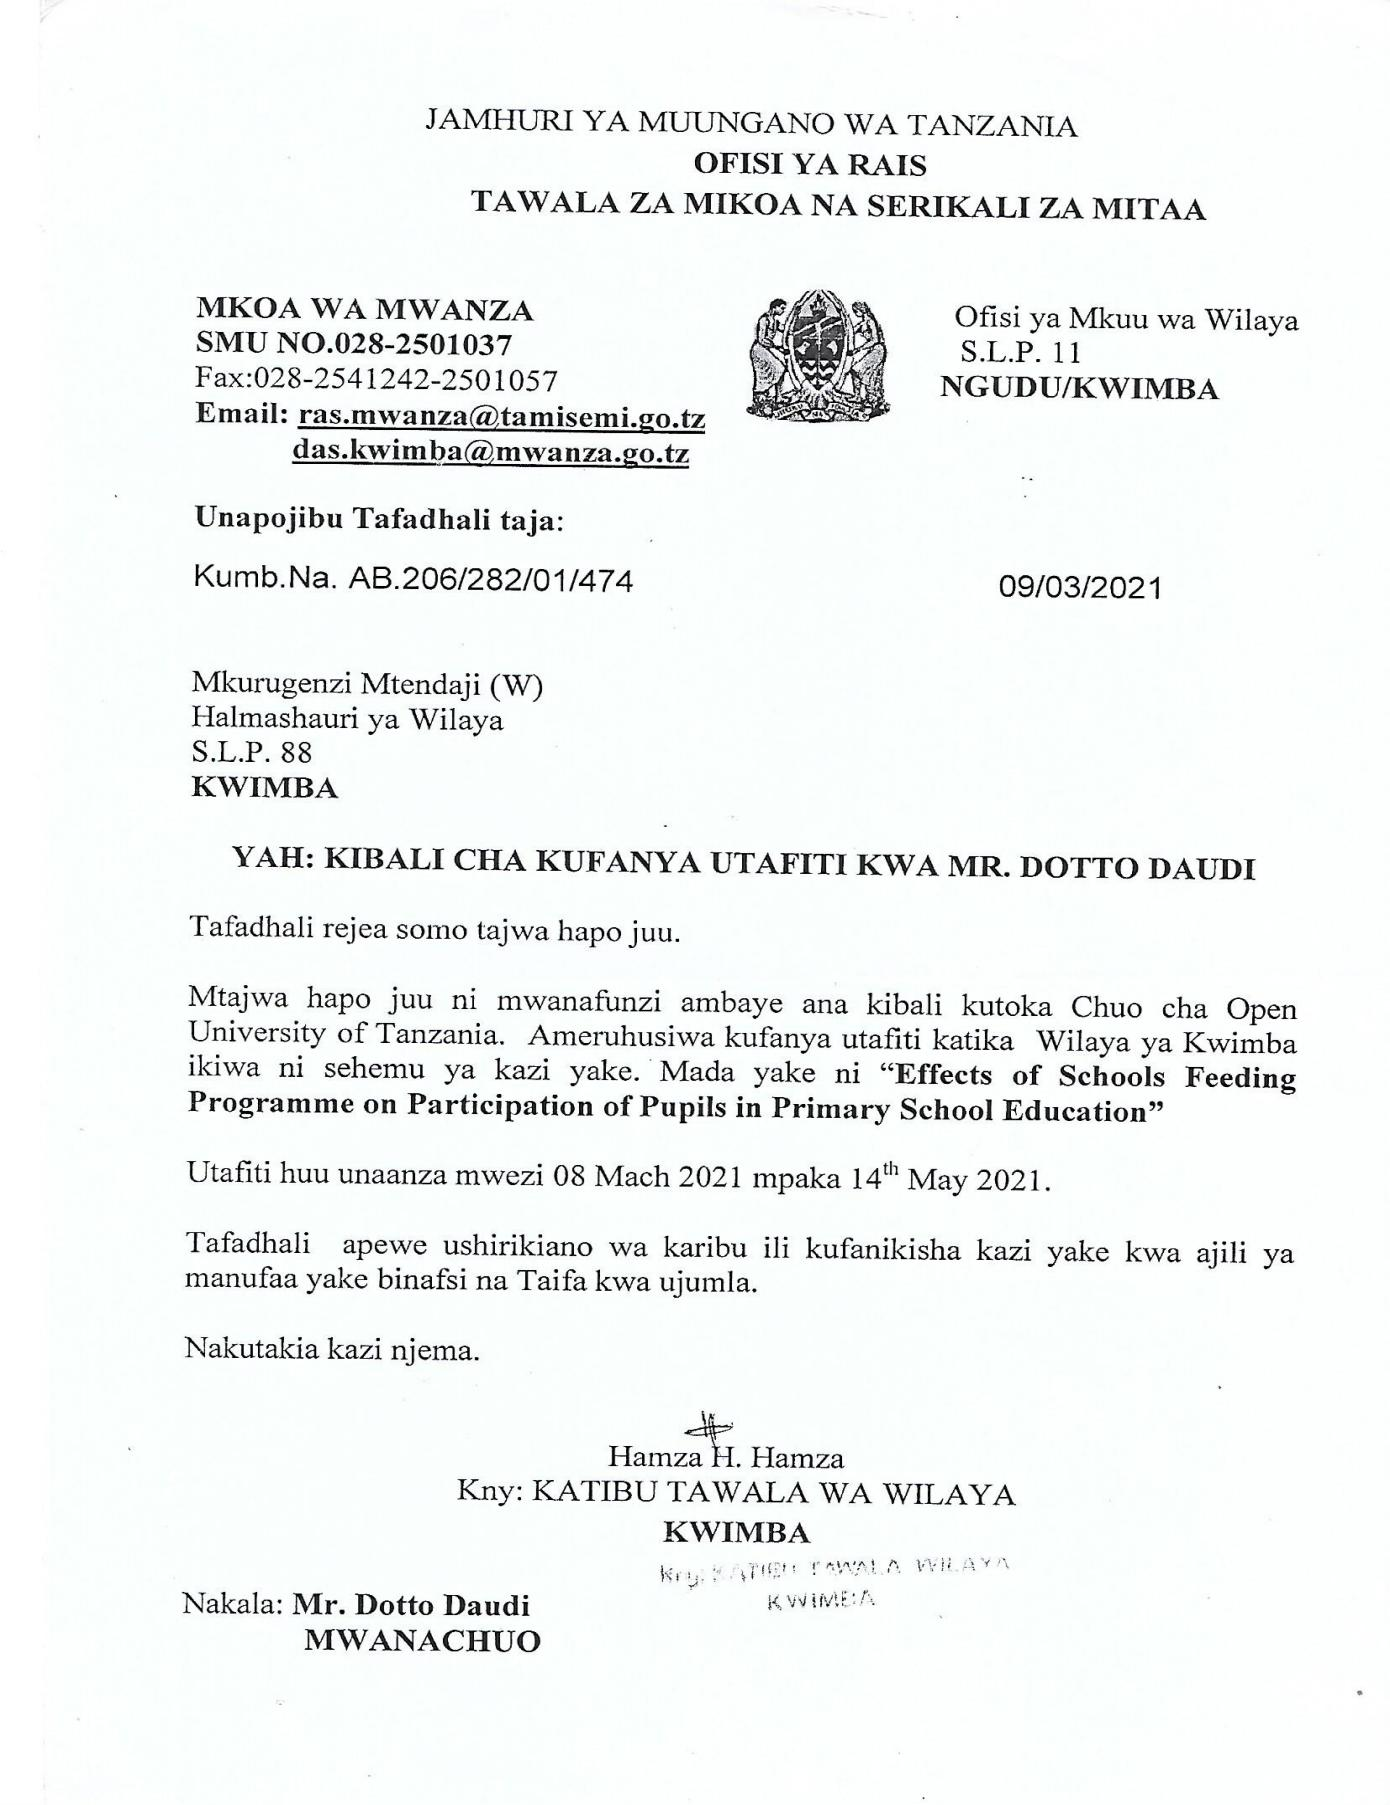 JAMHURI YA MUUNGANO WA TANZANIA
OFISI YA RAIS
TAWALA ZA MIKOA NA SERIKALI ZA MITAA
MKOA WA MWANZA
SMU NO.028-2501037
Fax:028-2541242-2501057
Email: ras.mwanza@tamisemi.go.tz
das.kwimba@mwanza.go.tz
Ofisi ya Mkuu wa Wilaya
S.L.P. 11
NGUDU/KWIMBA
Unapojibu Tafadhali taja:
Kumb.Na. AB.206/282/01/474
09/03/2021
Mkurugenzi Mtendaji (W)
Halmashauri ya Wilaya
S.L.P. 88
KWIMBA
YAH: KIBALI CHA KUFANYA UTAFITI KWA MR. DOTTO DAUDI
Tafadhali rejea somo tajwa hapo juu.
Mtajwa hapo juu ni mwanafunzi ambaye ana kibali kutoka Chuo cha Open
University of Tanzania. Ameruhusiwa kufanya utafiti katika Wilaya ya Kwimba
ikiwa ni sehemu ya kazi yake. Mada yake ni “Effects of Schools Feeding
Programme on Participation of Pupils in Primary School Education”
Utafiti huu unaanza mwezi 08 Mach 2021 mpaka 14th May 2021.
Tafadhali apewe ushirikiano wa karibu ili kufanikisha kazi yake kwa ajili ya
manufaa yake binafsi na Taifa kwa ujumla.
Nakutakia kazi njema.
Hamza H. Hamza
Kny: KATIBU TAWALA WA WILAYA
KWIMBA
Kny: KATIBU TAWALA WILAYA
KWIMBA
Nakala: Mr. Dotto Daudi
MWANACHUO